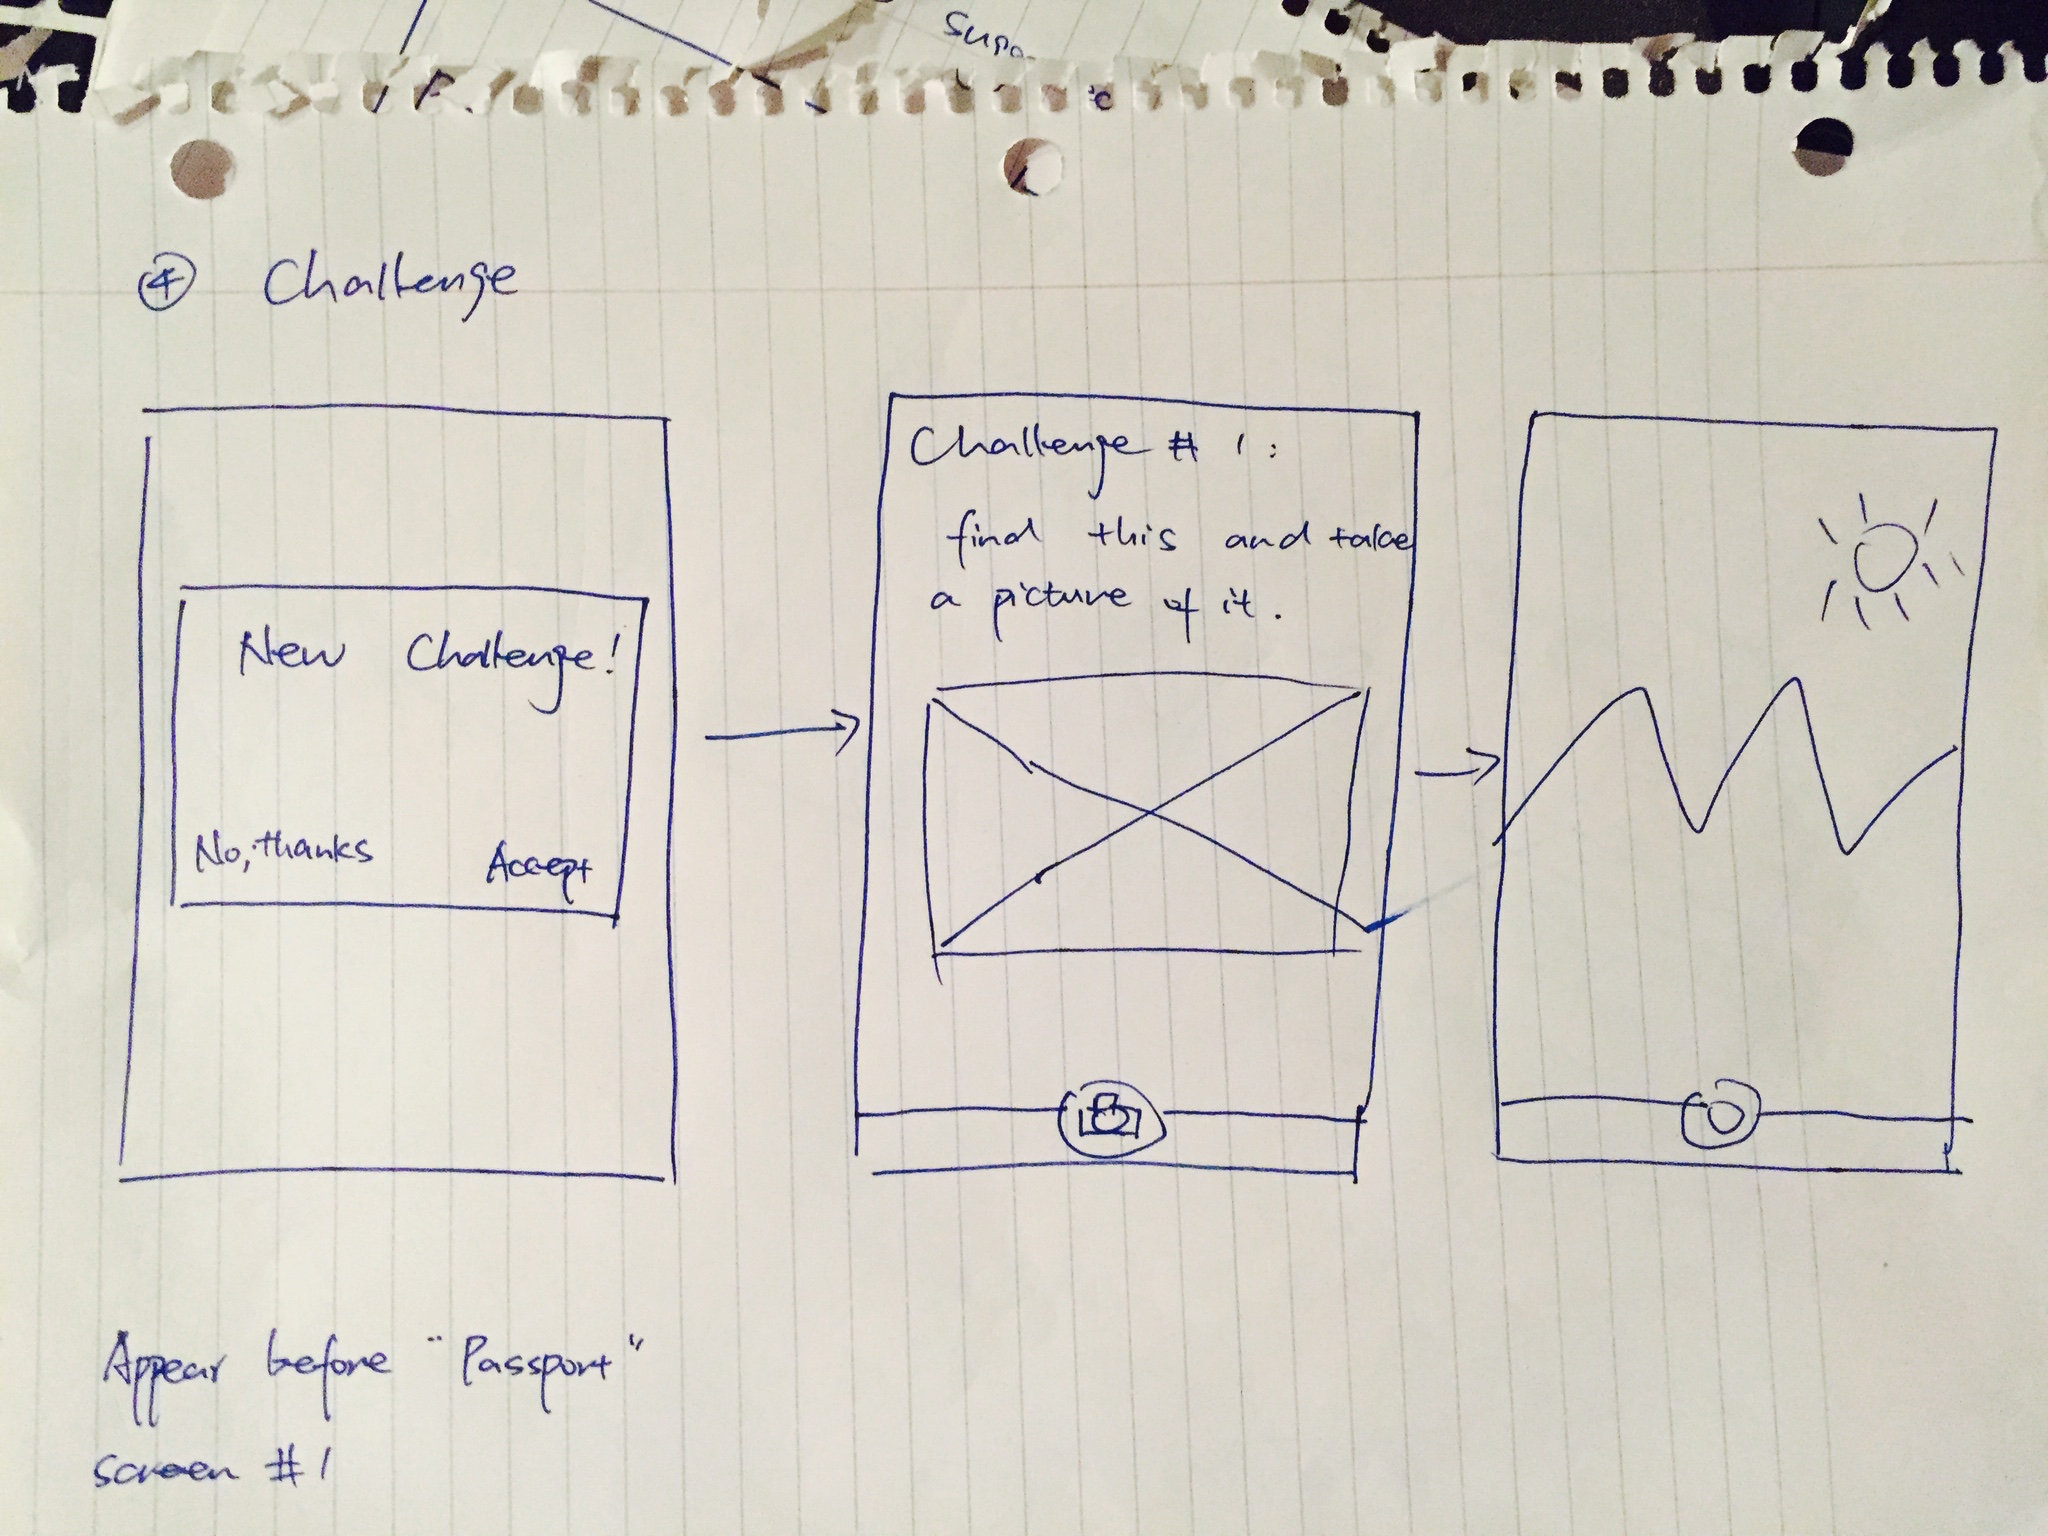 Supa
④ Challenge
New Challenge!
No, thanks Accept
Challenge # 1:
find this and take
a picture of it.
Appear before "Passport"
screen #1